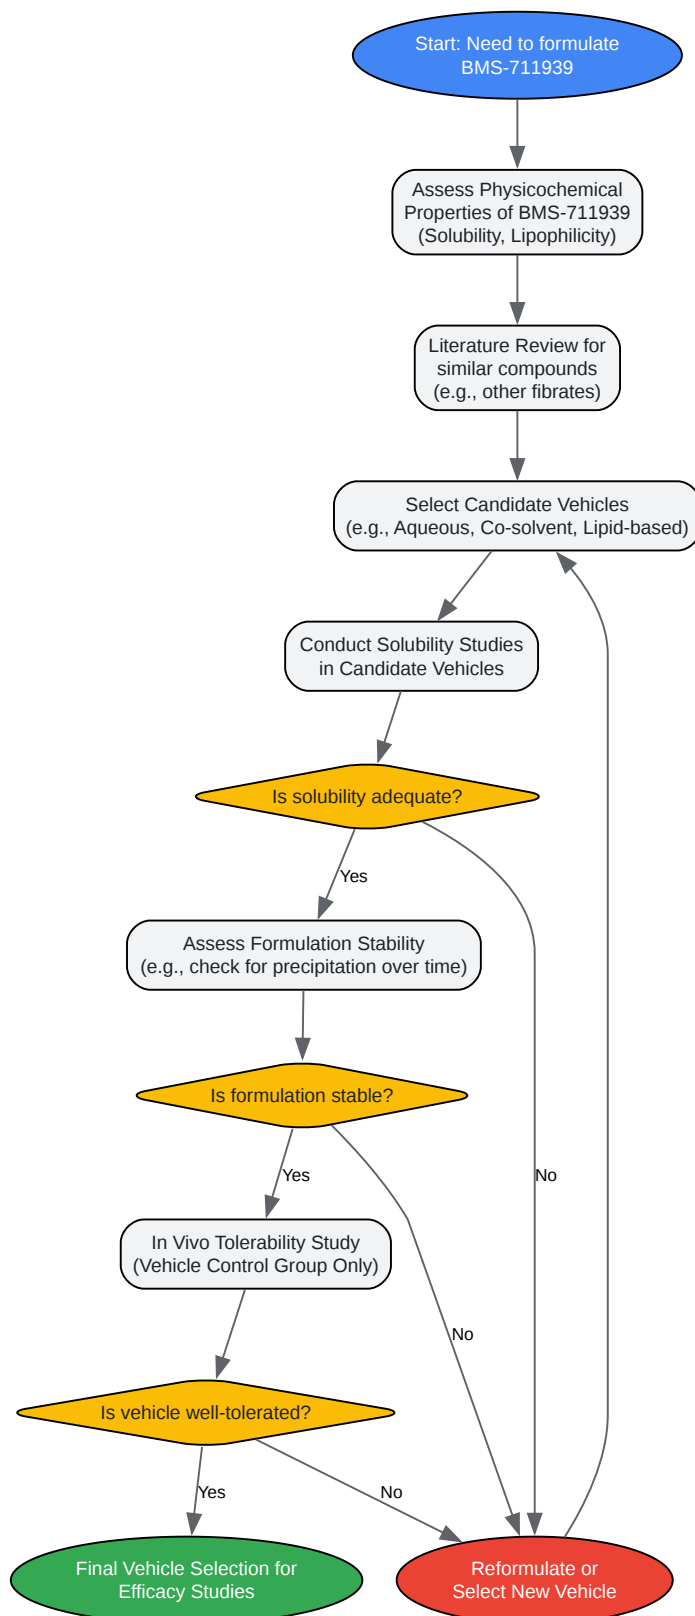 Start: Need to formulate
BMS-711939
Assess Physicochemical
Properties of BMS-711939
(Solubility, Lipophilicity)
Literature Review for
similar compounds
(e.g., other fibrates)
Select Candidate Vehicles
(e.g., Aqueous, Co-solvent, Lipid-based)
Conduct Solubility Studies
in Candidate Vehicles
Is solubility adequate?
Yes
Assess Formulation Stability
(e.g., check for precipitation over time)
Is formulation stable?
Yes
No
In Vivo Tolerability Study
(Vehicle Control Group Only)
No
Is vehicle well-tolerated?
Yes
No
Final Vehicle Selection for
Efficacy Studies
Reformulate or
Select New Vehicle